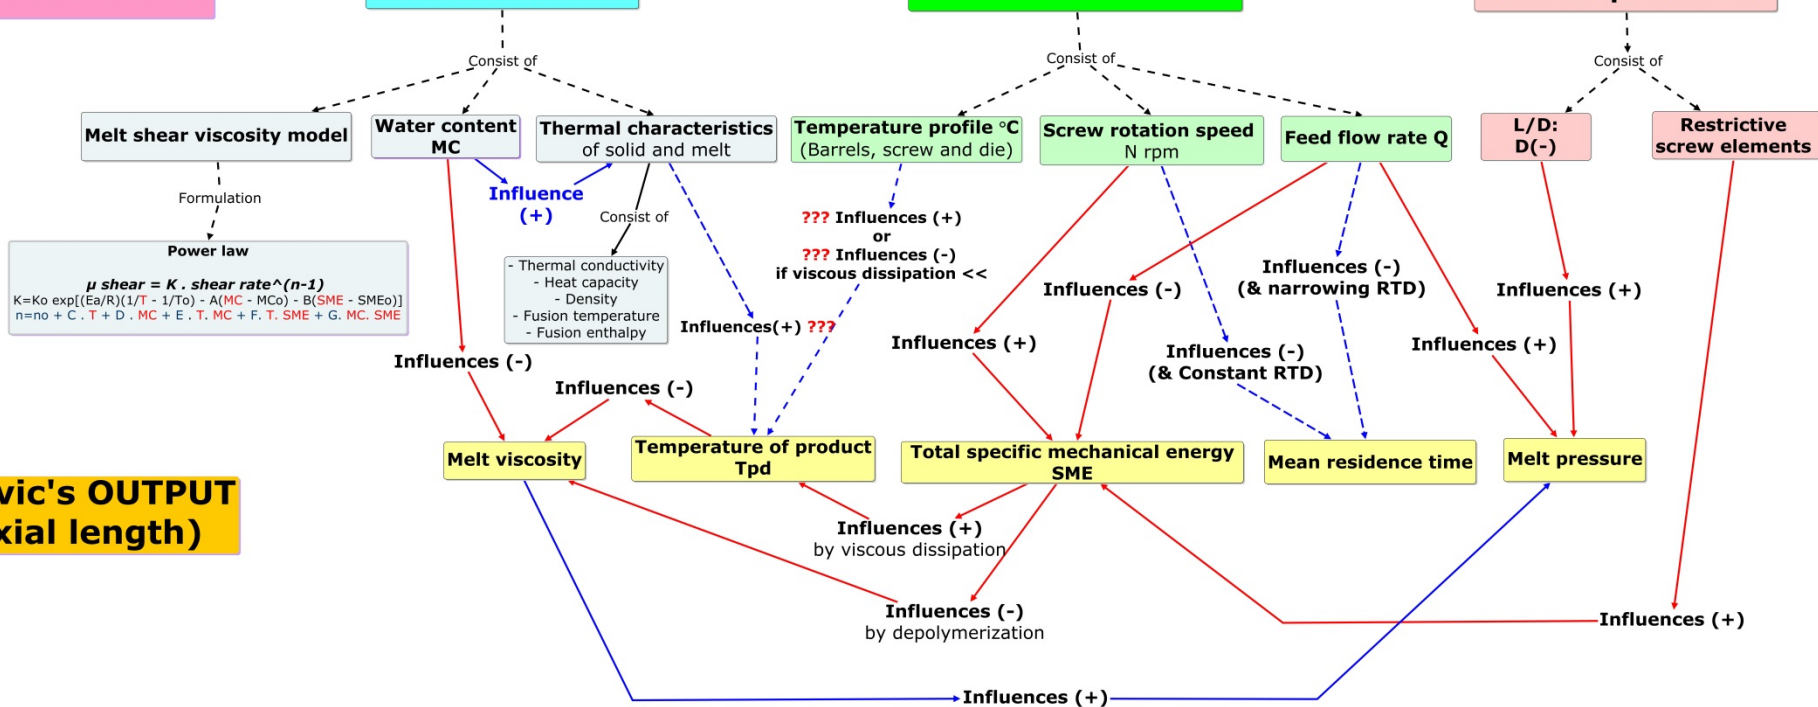 Consist of
Consist of
Consist of
Melt shear viscosity model
Water content
MC
Thermal characteristics
of solid and melt
Temperature profile °C
(Barrels, screw and die)
Screw rotation speed
N rpm
Feed flow rate Q
L/D:
D(-)
Restrictive
screw elements
Formulation
Influence
(+)
Consist of
Power law
μ shear = K . shear rate^(n-1)
K=Ko exp[(Ea/R)(1/T - 1/To) - A(MC - MCo) - B(SME - SMEo)]
n=no + C . T + D . MC + E . T. MC + F. T. SME + G. MC. SME
- Thermal conductivity
- Heat capacity
- Density
- Fusion temperature
- Fusion enthalpy
??? Influences (+)
or
??? Influences (-)
if viscous dissipation <<
Influences(+) ???
Influences (-)
Influences (+)
Influences (-)
(& Constant RTD)
Influences (-)
(& narrowing RTD)
Influences (+)
Influences (+)
Influences (-)
Influences (-)
Melt viscosity
Temperature of product
Tpd
Total specific mechanical energy
SME
Mean residence time
Melt pressure
vic's OUTPUT
xial length)
Influences (+)
by viscous dissipation
Influences (-)
by depolymerization
Influences (+)
Influences (+)